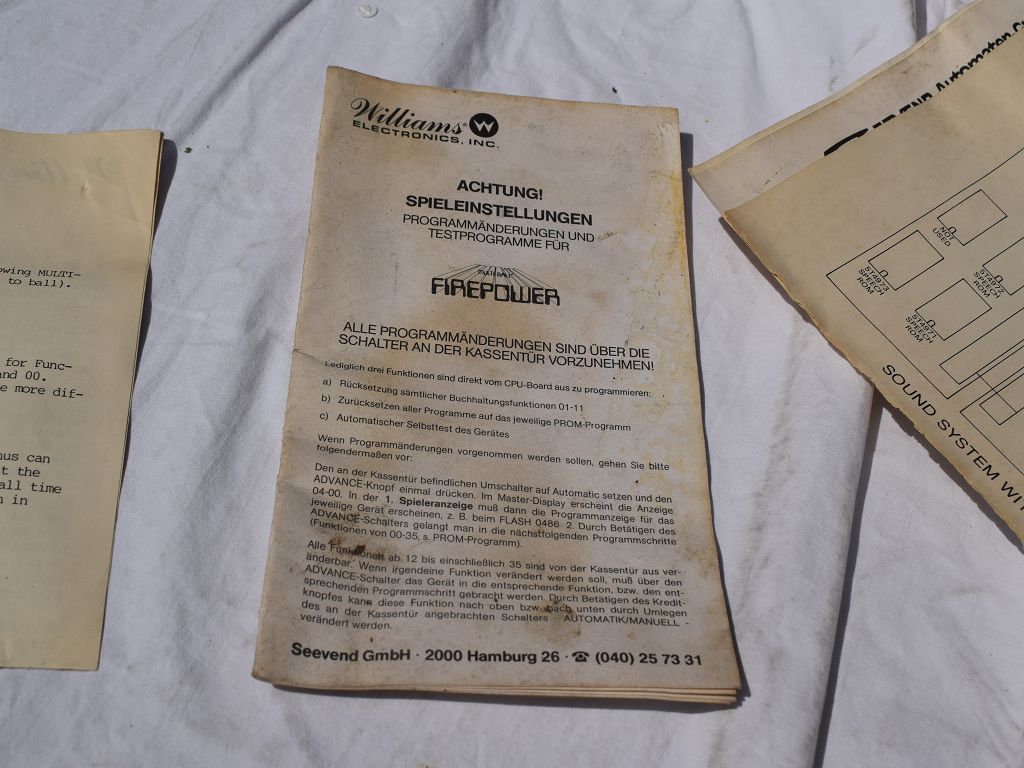 owing MULTI-
to ball).
for Func-
and 00.
e more dif-
nus can
t the
all time
n in
Williams
ELECTRONICS, INC.
ACHTUNG!
SPIELEINSTELLUNGEN
PROGRAMMÄNDERUNGEN UND
TESTPROGRAMME FÜR
FIREPOWER
ALLE PROGRAMMÄNDERUNGEN SIND ÜBER DIE
SCHALTER AN DER KASSENTÜR VORZUNEHMEN!
Lediglich drei Funktionen sind direkt vom CPU-Board aus zu programmieren:
a) Rücksetzung sämtlicher Buchhaltungsfunktionen 01-11
b) Zurücksetzen aller Programme auf das jeweilige PROM-Programm
c) Automatischer Selbsttest des Gerätes
Wenn Programmänderungen vorgenommen werden sollen, gehen Sie bitte
folgendermaßen vor:
Den an der Kassentür befindlichen Umschalter auf Automatic setzen und den
ADVANCE-Knopf einmal drücken. Im Master-Display erscheint die Anzeige
04-00. In der 1. Spieleranzeige muß dann die Programmanzeige für das
jeweilige Gerät erscheinen, z. B. beim FLASH 0486 2. Durch Betätigen des
ADVANCE-Schalters gelangt man in die nächstfolgenden Programmschritte
(Funktionen von 00-35, s. PROM-Programm).
Alle Funktionen ab 12 bis einschließlich 35 sind von der Kassentür aus ver-
änderbar. Wenn irgendeine Funktion verändert werden soll, muß über den
ADVANCE-Schalter das Gerät in die entsprechende Funktion, bzw. den ent-
sprechenden Programmschritt gebracht werden. Durch Betätigen des Kredit-
knopfes kann diese Funktion nach oben bzw. nach unten durch Umlegen
des an der Kassentür angebrachten Schalters - AUTOMATIK/MANUELL -
verändert werden.
Seevend GmbH · 2000 Hamburg 26 · ☎ (040) 25 73 31
Automaten
NOT
USED
5T4973
SPEECH
ROM
5T4972
SPEECH
ROM
5T4971
SPEECH
ROM
SOUND SYSTEM WIT